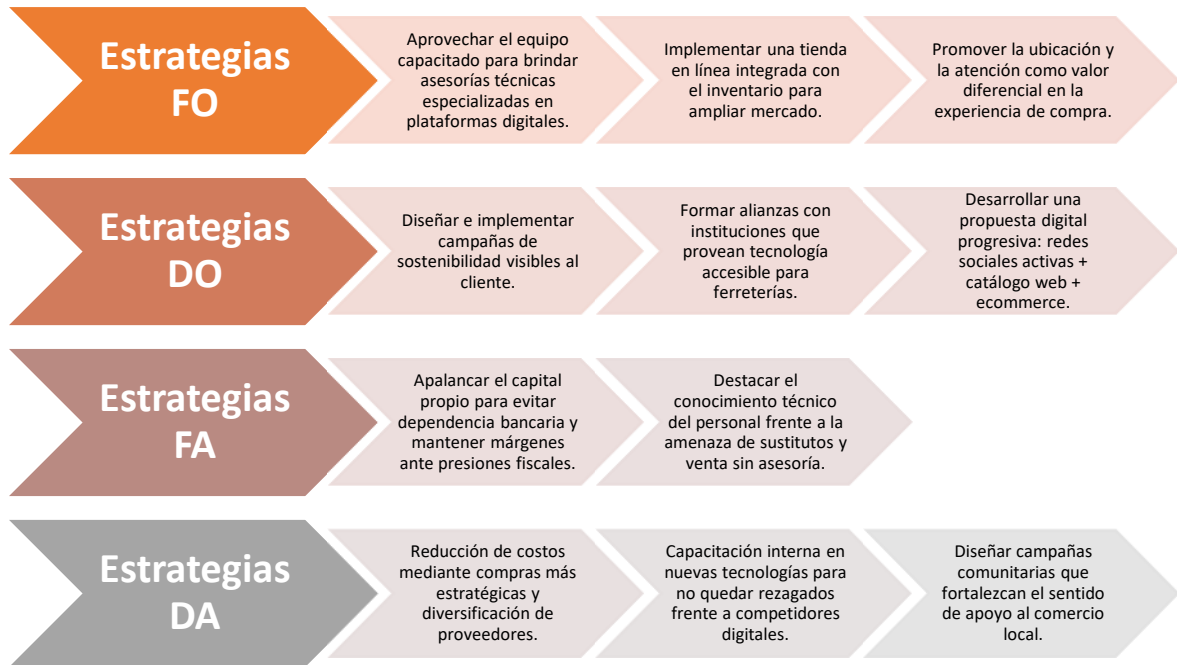 Estrategias
FO
Aprovechar el equipo
capacitado para brindar
asesorías técnicas
especializadas en
plataformas digitales.
Implementar una tienda
en línea integrada con
el inventario para
ampliar mercado.
Promover la ubicación y
la atención como valor
diferencial en la
experiencia de compra.
Estrategias
DO
Diseñar e implementar
campañas de
sostenibilidad visibles al
cliente.
Formar alianzas con
instituciones que
provean tecnología
accesible para
ferreterías.
Desarrollar una
propuesta digital
progresiva: redes
sociales activas +
catálogo web +
ecommerce.
Estrategias
FA
Apalancar el capital
propio para evitar
dependencia bancaria y
mantener márgenes
ante presiones fiscales.
Destacar el
conocimiento técnico
del personal frente a la
amenaza de sustitutos y
venta sin asesoría.
Estrategias
DA
Reducción de costos
mediante compras más
estratégicas y
diversificación de
proveedores.
Capacitación interna en
nuevas tecnologías para
no quedar rezagados
frente a competidores
digitales.
Diseñar campañas
comunitarias que
fortalezcan el sentido
de apoyo al comercio
local.